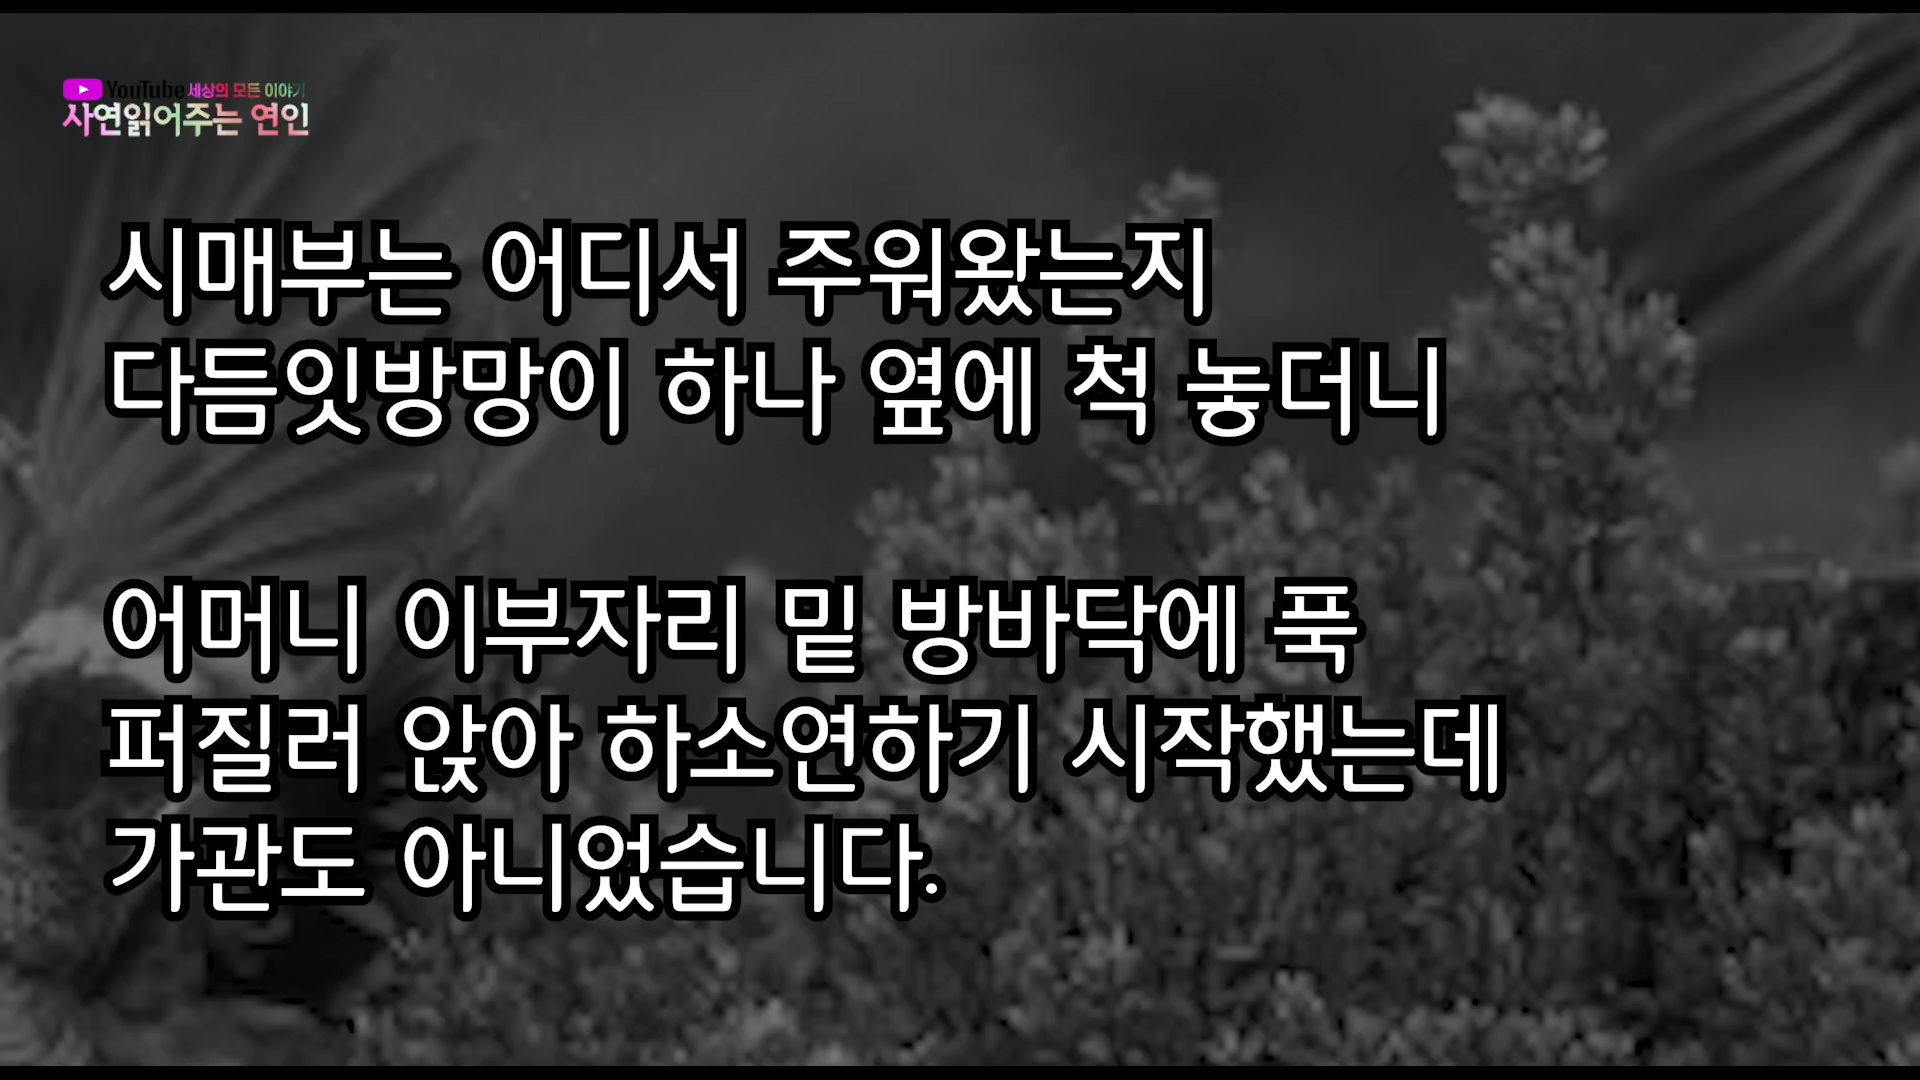 YouTube 세상의 모든 이야기
사연읽어주는 연인
시매부는 어디서 주워왔는지
다듬잇방망이 하나 옆에 척 놓더니
어머니 이부자리 밑 방바닥에 푹
퍼질러 앉아 하소연하기 시작했는데
가관도 아니었습니다.